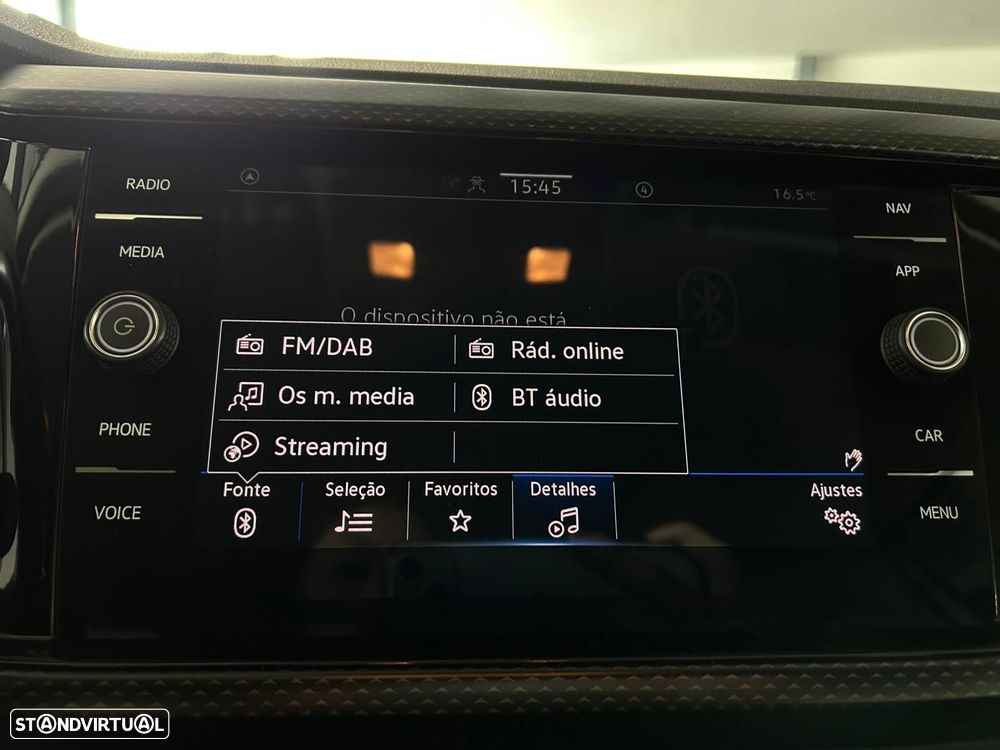 RADIO
15:45
4
16.5°C
NAV
MEDIA
APP
O dispositivo não está
FM/DAB
Rád. online
Os m. media
BT áudio
Streaming
PHONE
CAR
Fonte
Seleção
Favoritos
Detalhes
Ajustes
VOICE
MENU
STANDVIRTUAL